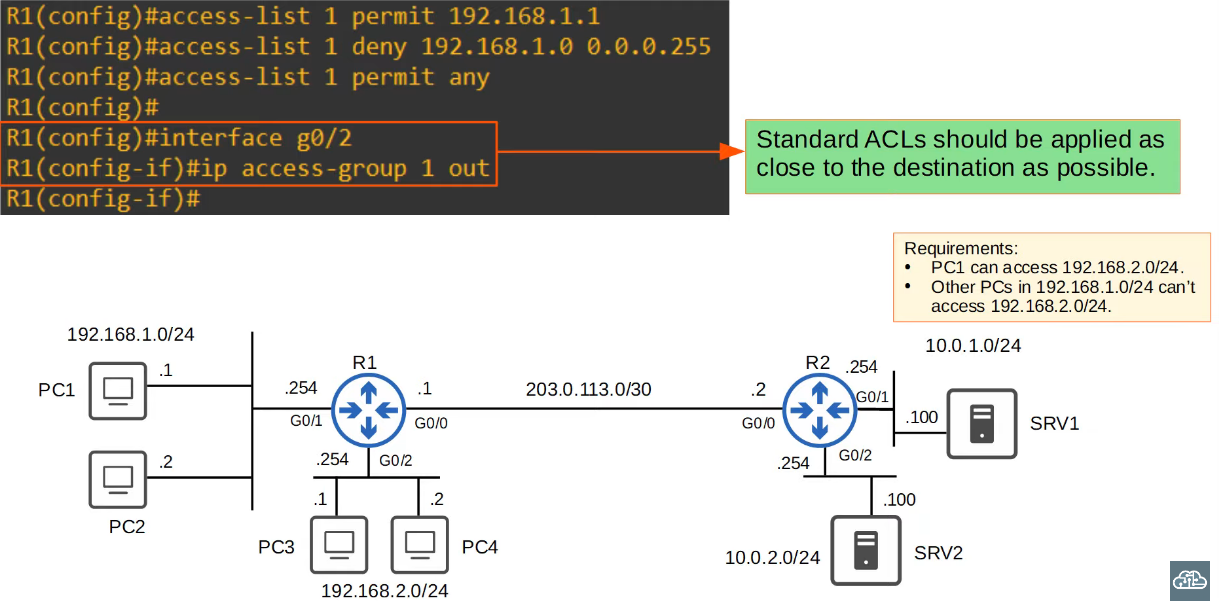 R1(config)#access-list 1 permit 192.168.1.1
R1(config)#access-list 1 deny 192.168.1.0 0.0.0.255
R1(config)#access-list 1 permit any
R1(config)#
R1(config)#interface g0/2
R1(config-if)#ip access-group 1 out
R1(config-if)#
Standard ACLs should be applied as
close to the destination as possible.
Requirements:
• PC1 can access 192.168.2.0/24.
• Other PCs in 192.168.1.0/24 can't
access 192.168.2.0/24.
192.168.1.0/24
PC1
.1
PC2
.2
.254
G0/1
R1
.1
G0/0
.254
G0/2
.1
.2
PC3
PC4
192.168.2.0/24
203.0.113.0/30
R2
.2
G0/0
.254
G0/1
10.0.1.0/24
.100
SRV1
.254
G0/2
.100
10.0.2.0/24
SRV2